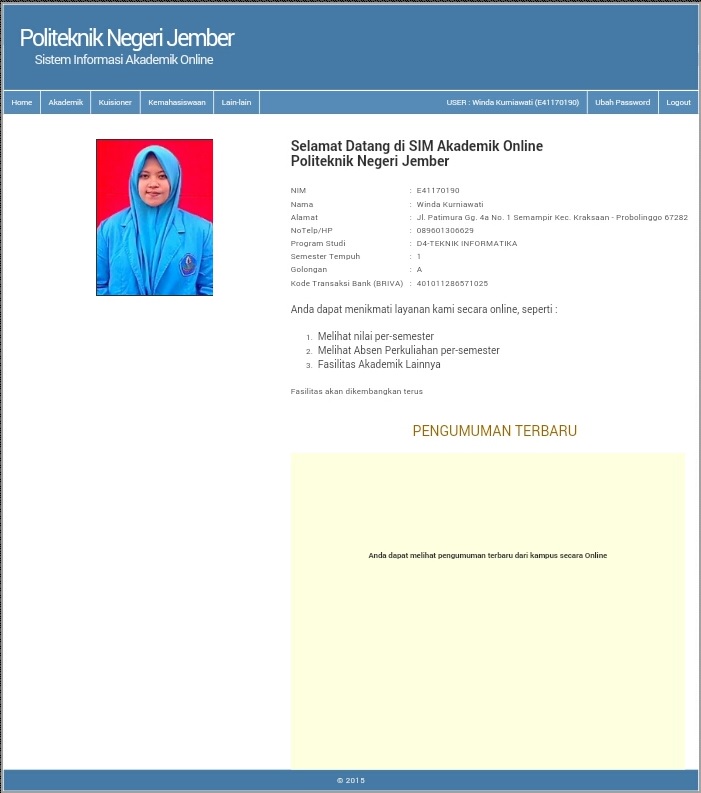 Politeknik Negeri Jember
Sistem Informasi Akademik Online
Home Akademik Kuisioner Kemahasiswaan Lain-lain USER : Winda Kurniawati (E41170190) Ubah Password Logout
Selamat Datang di SIM Akademik Online
Politeknik Negeri Jember
NIM : E41170190
Nama : Winda Kurniawati
Alamat : Jl. Patimura Gg. 4a No. 1 Semampir Kec. Kraksaan - Probolinggo 67282
NoTelp/HP : 089601306629
Program Studi : D4-TEKNIK INFORMATIKA
Semester Tempuh : 1
Golongan : A
Kode Transaksi Bank (BRIVA) : 401011286571025
Anda dapat menikmati layanan kami secara online, seperti :
1. Melihat nilai per-semester
2. Melihat Absen Perkuliahan per-semester
3. Fasilitas Akademik Lainnya
Fasilitas akan dikembangkan terus
PENGUMUMAN TERBARU
Anda dapat melihat pengumuman terbaru dari kampus secara Online
© 2015